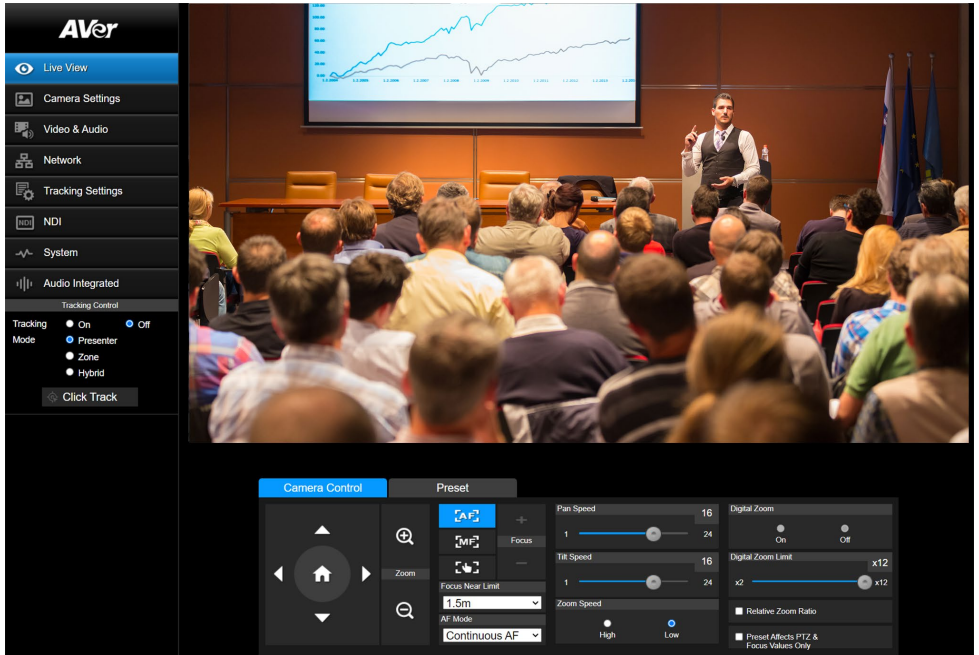 AVer
Live View
Camera Settings
Video & Audio
Network
Tracking Settings
NDI NDI
System
Audio Integrated
Tracking Control
Tracking On Off
Mode Presenter
Zone
Hybrid
Click Track
Camera Control Preset
Zoom
AF
MF
Focus
Focus Near Limit
1.5m
AF Mode
Continuous AF
Pan Speed 16
1 24
Tilt Speed 16
1 24
Zoom Speed
High Low
Digital Zoom
On Off
Digital Zoom Limit x12
x2 x12
Relative Zoom Ratio
Preset Affects PTZ &
Focus Values Only